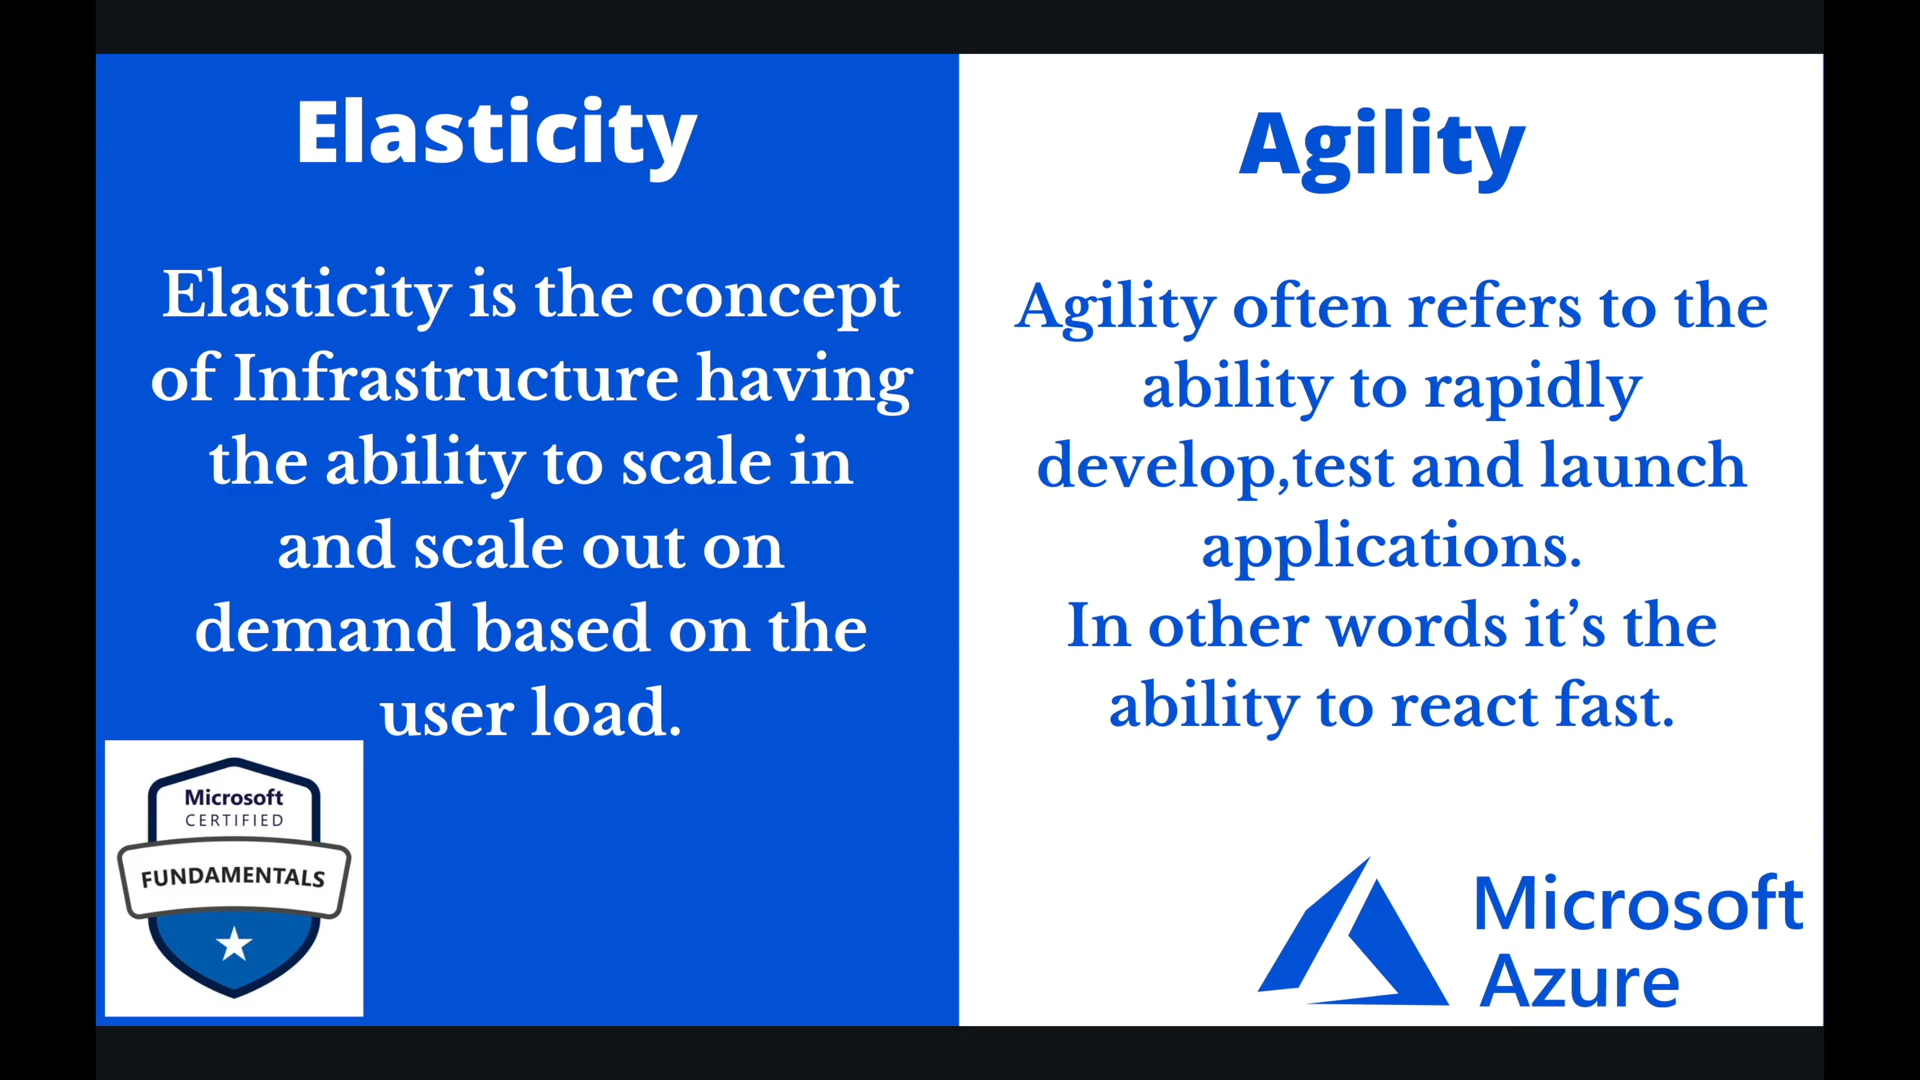 Elasticity
Elasticity is the concept
of Infrastructure having
the ability to scale in
and scale out on
demand based on the
user load.
Microsoft
CERTIFIED
FUNDAMENTALS
Agility
Agility often refers to the
ability to rapidly
develop,test and launch
applications.
In other words it’s the
ability to react fast.
Microsoft
Azure